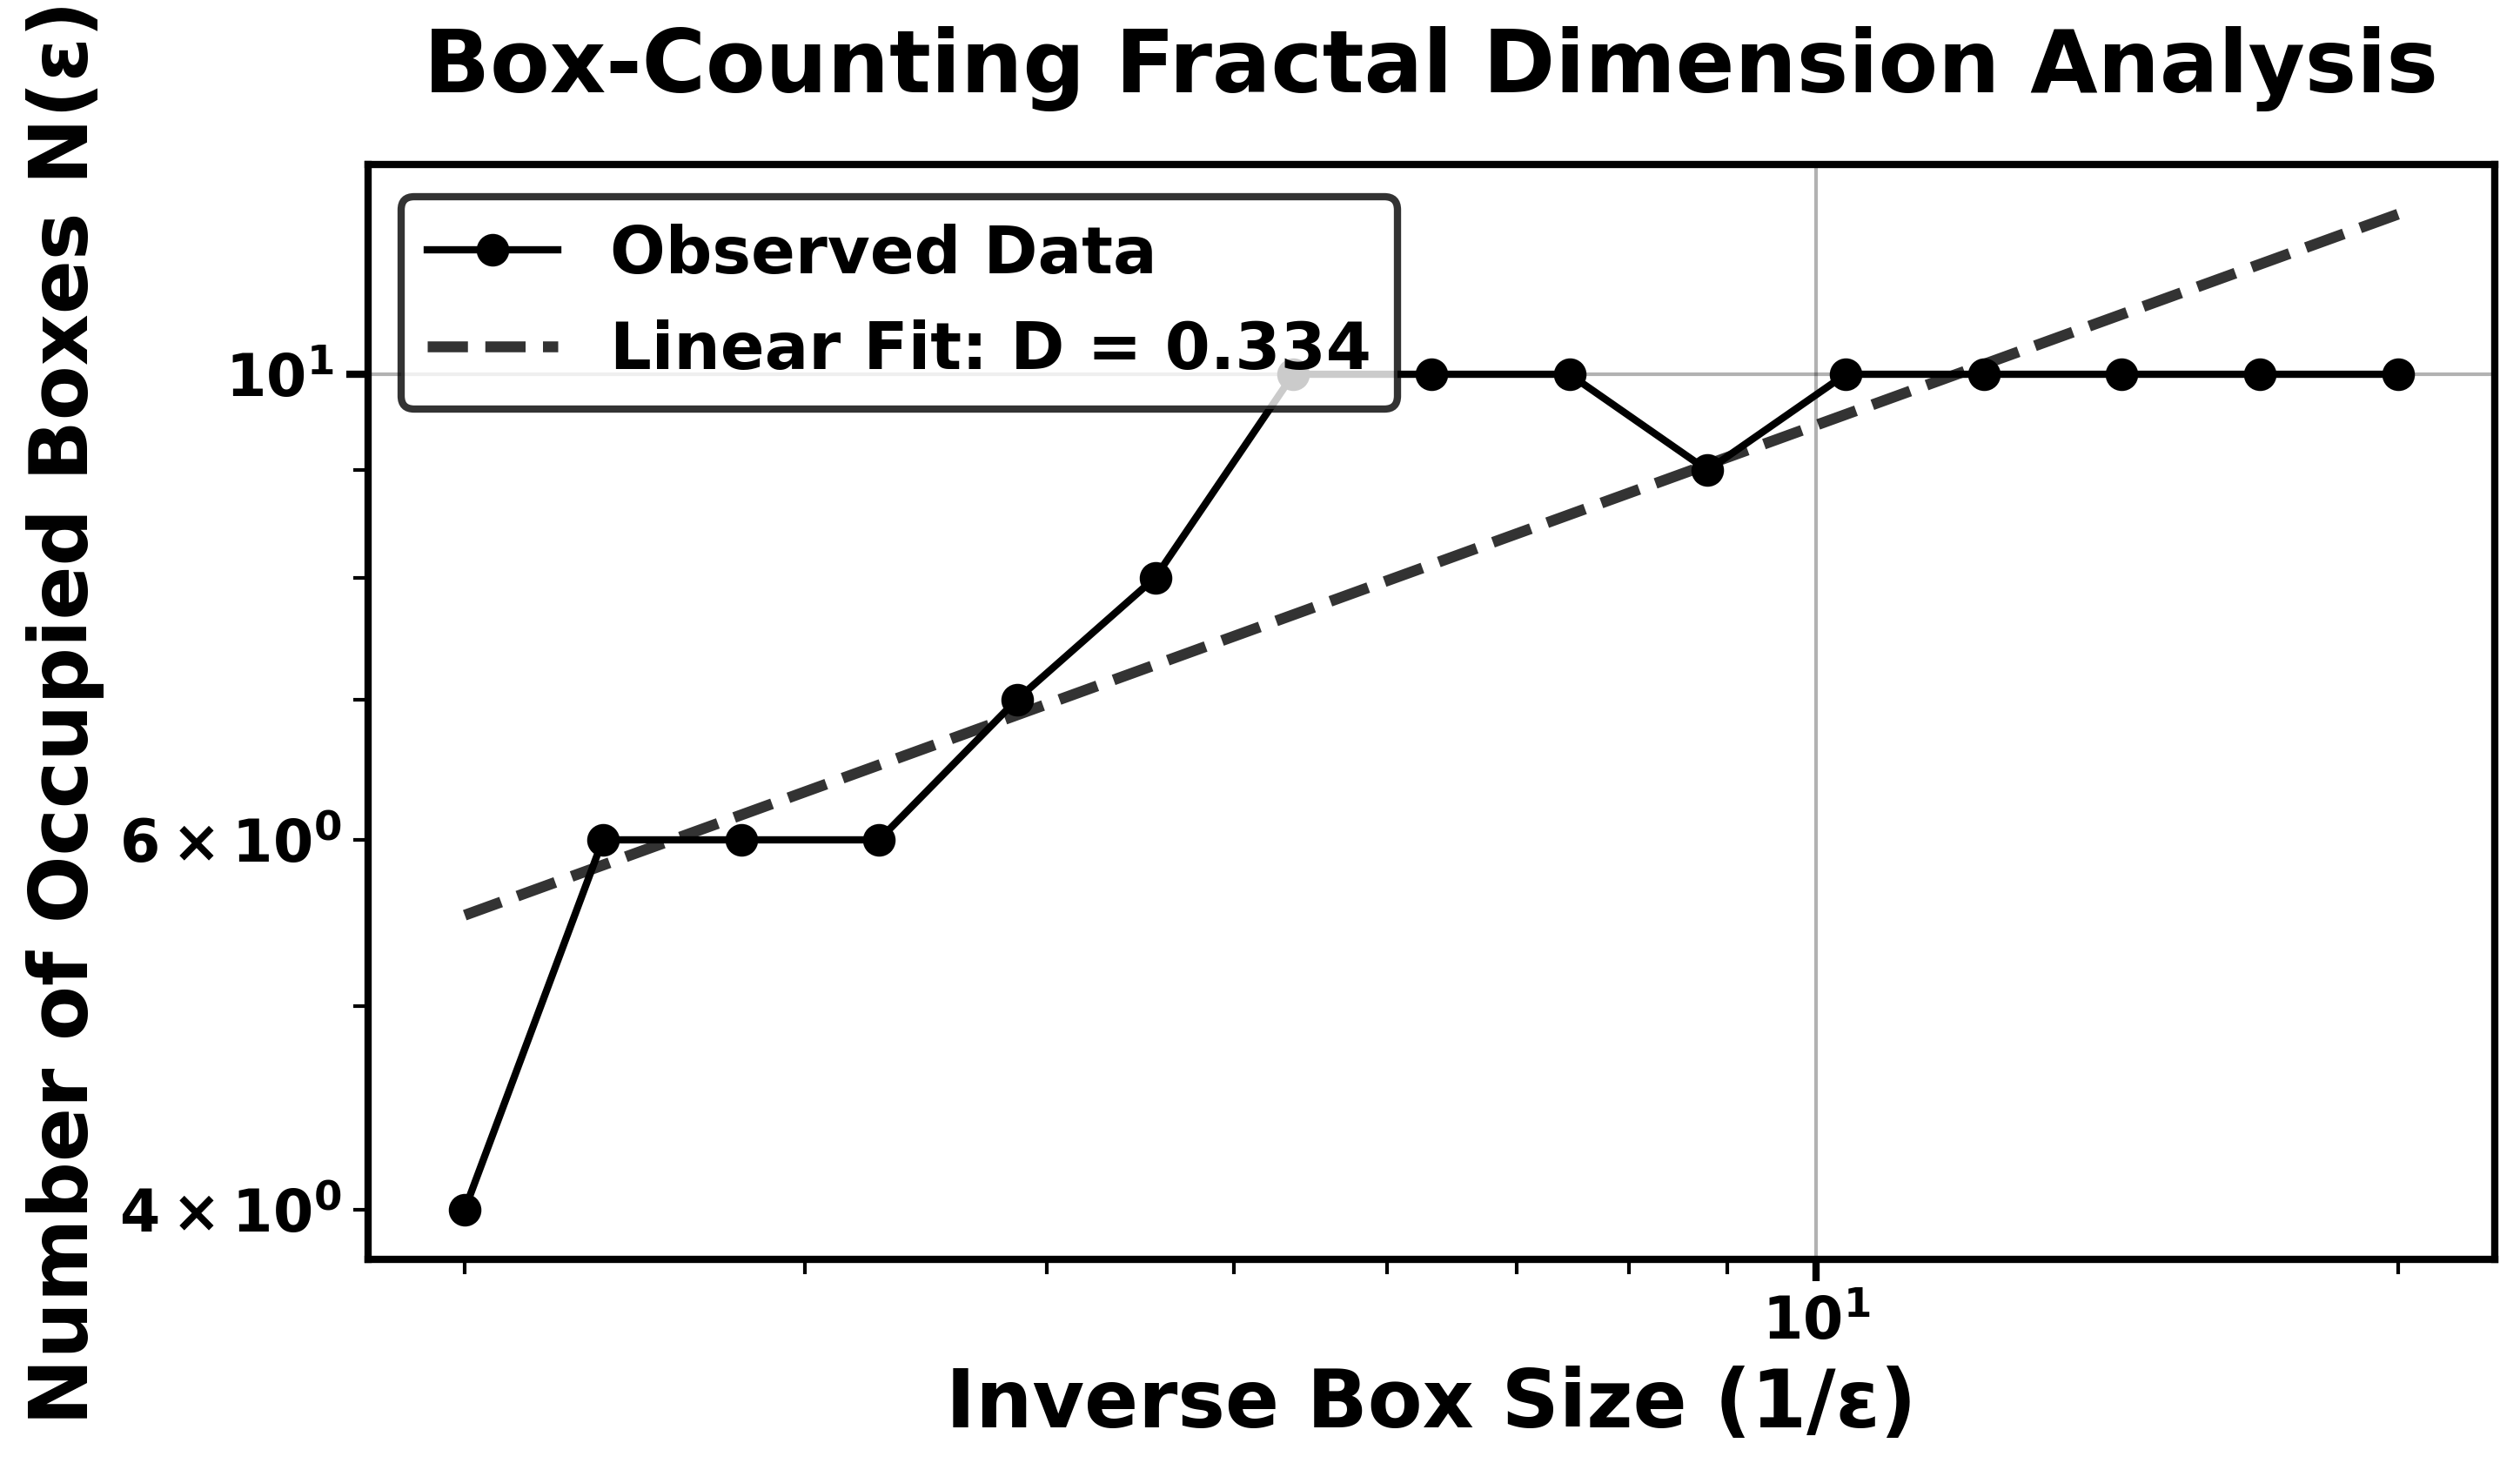 Box-Counting Fractal Dimension Analysis
Number of Occupied Boxes N(ε)
Observed Data
Linear Fit: D = 0.334
10¹
6 × 10⁰
4 × 10⁰
10¹
Inverse Box Size (1/ε)